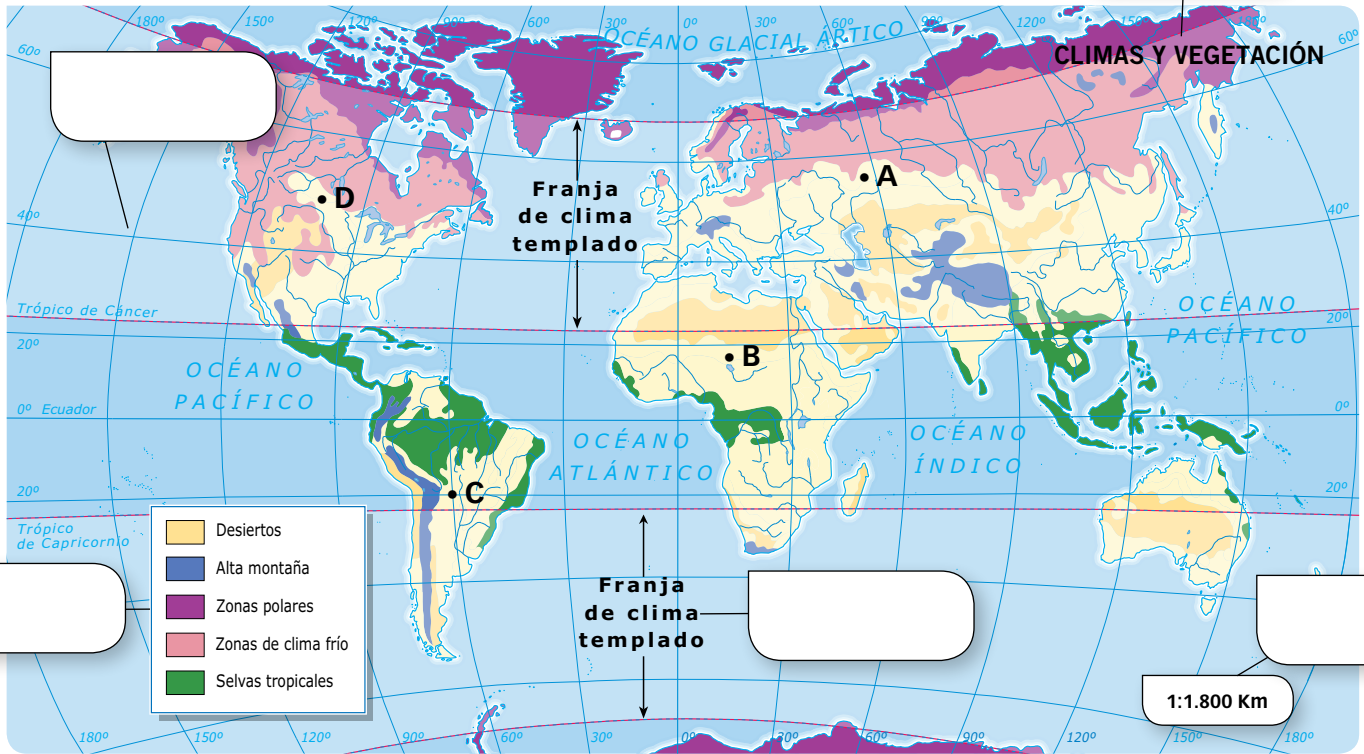 180º 150º 120º 90º 60º 30º 0º 30º 60º 90º 120º 150º 180º
OCÉANO GLACIAL ÁRTICO
60º
60º
CLIMAS Y VEGETACIÓN
A
D
Franja
de clima
templado
40º
40º
Trópico de Cáncer
OCÉANO
PACÍFICO
20º
20º
B
OCÉANO
PACÍFICO
0º Ecuador
0º
OCÉANO
ATLÁNTICO
OCÉANO
ÍNDICO
C
20º
20º
Trópico
de Capricornio
Desiertos
Alta montaña
Zonas polares
Zonas de clima frío
Selvas tropicales
Franja
de clima
templado
1:1.800 Km
180º 150º 120º 90º 60º 30º 0º 30º 60º 90º 120º 150º 180º